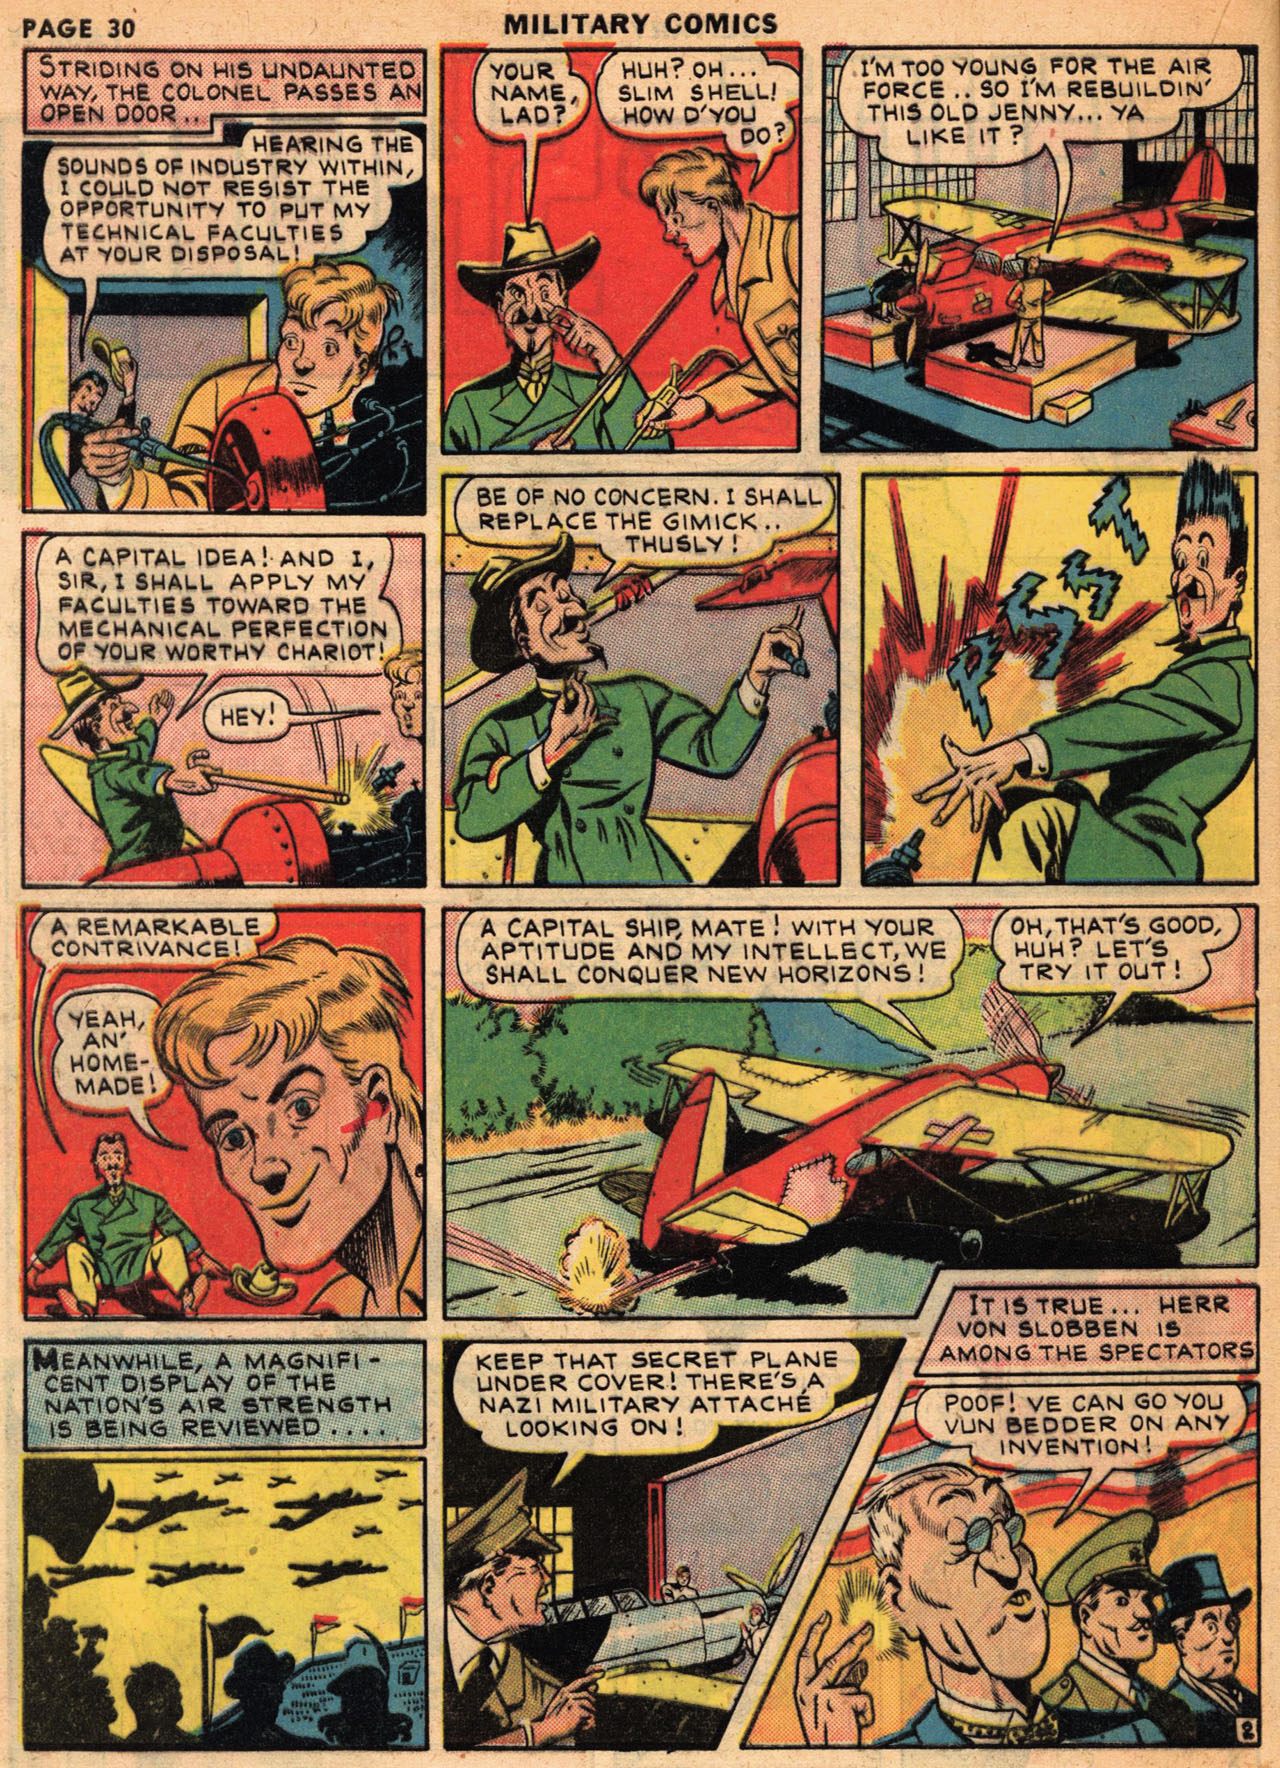 PAGE 30
MILITARY COMICS
STRIDING ON HIS UNDAUNTED
WAY, THE COLONEL PASSES AN
OPEN DOOR..
HEARING THE
SOUNDS OF INDUSTRY WITHIN,
I COULD NOT RESIST THE
OPPORTUNITY TO PUT MY
TECHNICAL FACULTIES
AT YOUR DISPOSAL!
YOUR
NAME,
LAD?
HUH? OH...
SLIM SHELL!
HOW D'YOU
DO?
I'M TOO YOUNG FOR THE AIR
FORCE.. SO I'M REBUILDIN'
THIS OLD JENNY... YA
LIKE IT?
A CAPITAL IDEA! AND I,
SIR, I SHALL APPLY MY
FACULTIES TOWARD THE
MECHANICAL PERFECTION
OF YOUR WORTHY CHARIOT!
HEY!
BE OF NO CONCERN. I SHALL
REPLACE THE GIMICK..
THUSLY!
PFFFT
A REMARKABLE
CONTRIVANCE!
YEAH,
AN'
HOME-
MADE!
A CAPITAL SHIP, MATE! WITH YOUR
APTITUDE AND MY INTELLECT, WE
SHALL CONQUER NEW HORIZONS!
OH, THAT'S GOOD,
HUH? LET'S
TRY IT OUT!
MEANWHILE, A MAGNIFI-
CENT DISPLAY OF THE
NATION'S AIR STRENGTH
IS BEING REVIEWED....
KEEP THAT SECRET PLANE
UNDER COVER! THERE'S A
NAZI MILITARY ATTACHÉ
LOOKING ON!
IT IS TRUE... HERR
VON SLOBBEN IS
AMONG THE SPECTATORS
POOF! VE CAN GO YOU
VUN BEDDER ON ANY
INVENTION!
2